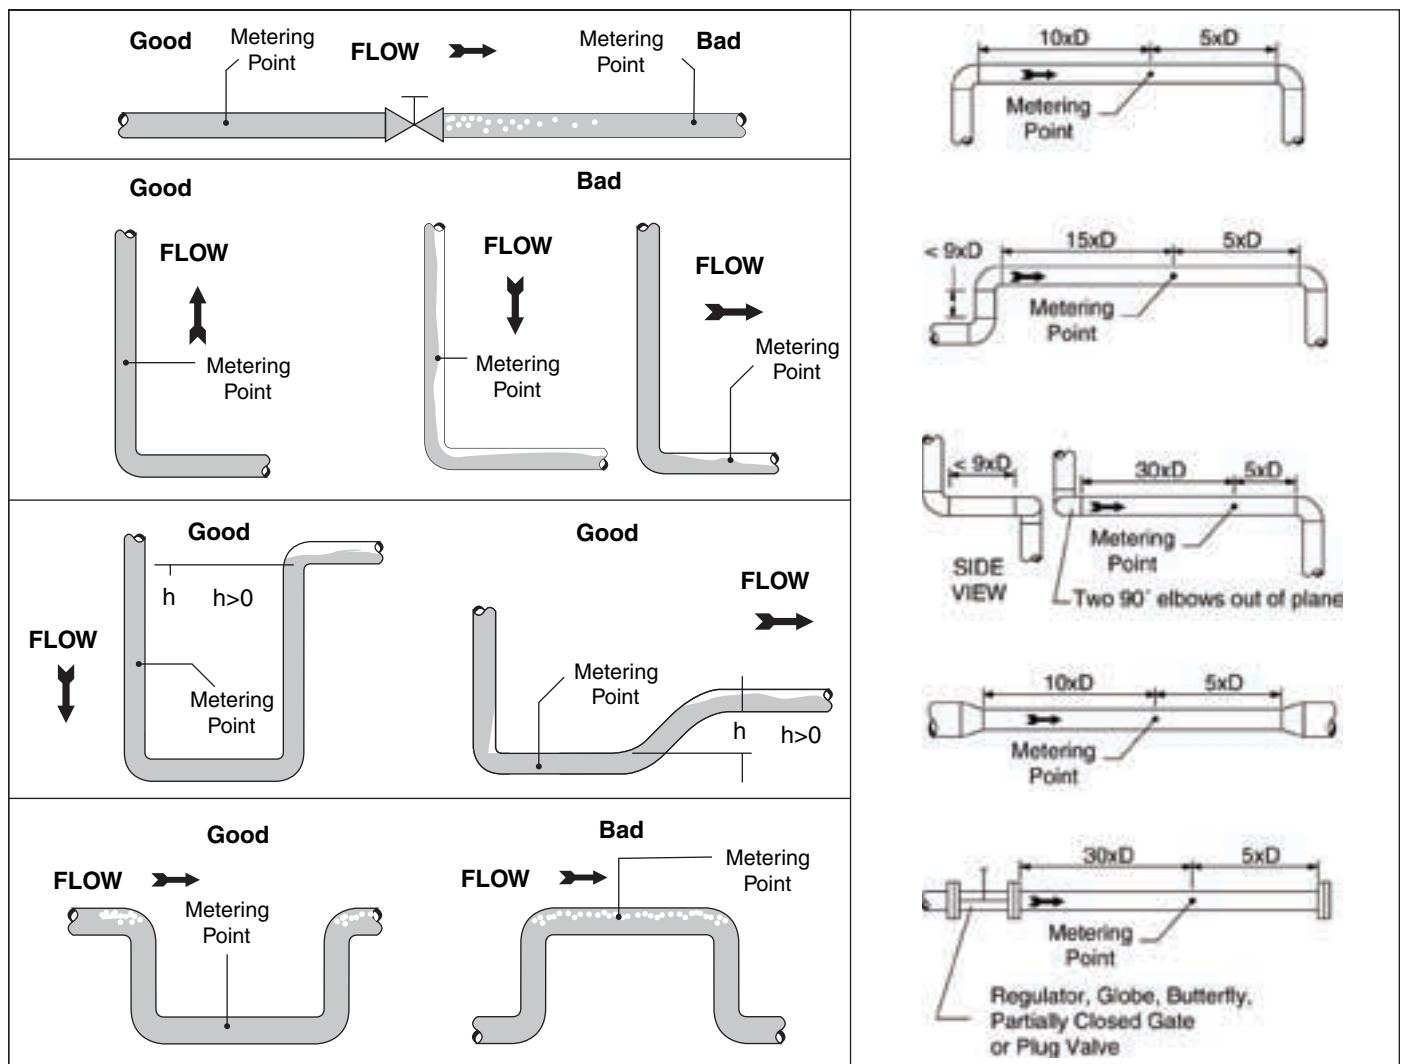 Good
Metering
Point
FLOW
Metering
Point
Bad
Good
FLOW
Metering
Point
Bad
FLOW
Metering
Point
FLOW
Metering
Point
Good
h
h>0
FLOW
Metering
Point
Good
FLOW
Metering
Point
h
h>0
Good
FLOW
Metering
Point
Bad
FLOW
Metering
Point
10xD
5xD
Metering
Point
< 9xD
15xD
5xD
Metering
Point
< 9xD
30xD
5xD
Metering
Point
SIDE
VIEW
Two 90° elbows out of plane
10xD
5xD
Metering
Point
30xD
5xD
Metering
Point
Regulator, Globe, Butterfly,
Partially Closed Gate
or Plug Valve